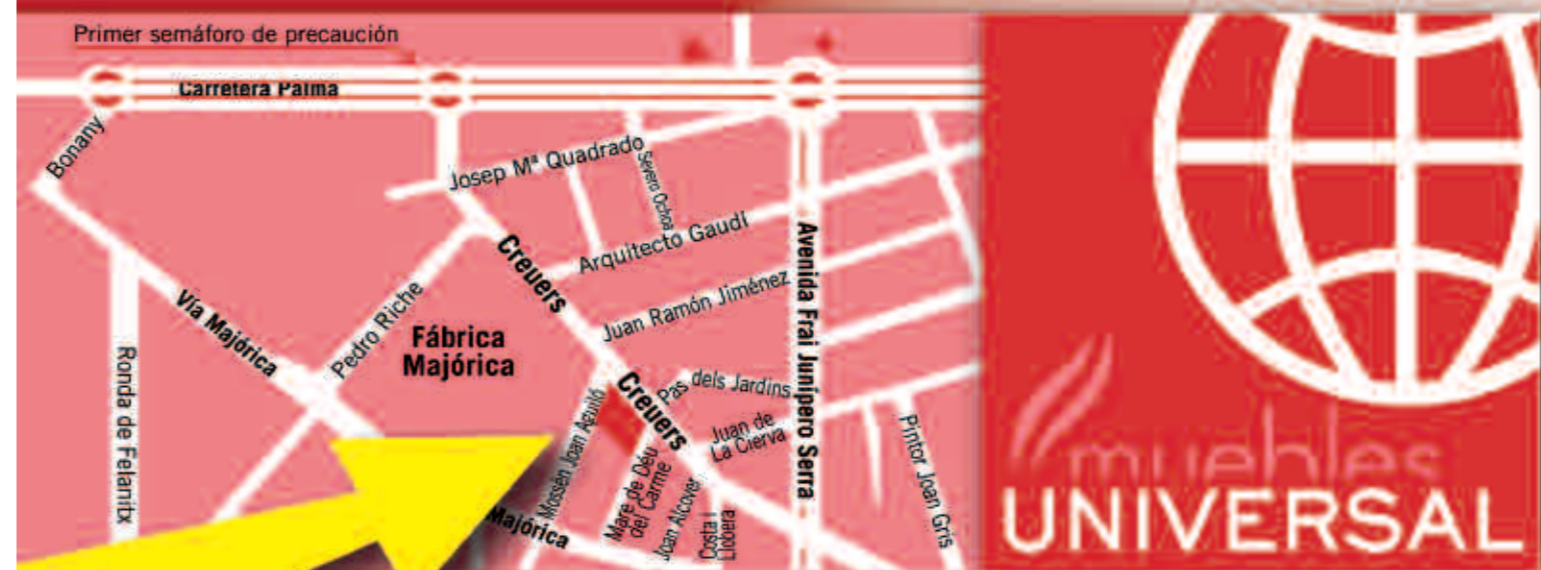 Primer semáforo de precaución
Carretera Palma
Bonany
Josep Mª Quadrado
Severo Ochoa
Creuers
Arquitecto Gaudí
Avenida Frai Junípero Serra
Vía Majórica
Pedro Riche
Juan Ramón Jiménez
Fábrica
Majórica
Ronda de Felanitx
Creuers
Pas dels Jardins
Mossèn Joan Aguiló
Juan de
La Cierva
Pintor Joan Gris
Mare de Déu
del Carme
Joan Alcover
Costa i
Llobera
Majórica
muebles
UNIVERSAL